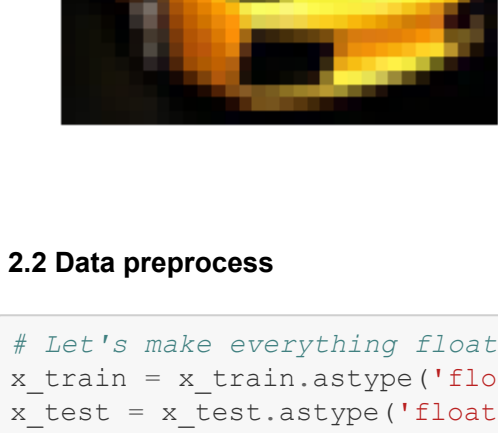 2.2 Data preprocess
# Let's make everything float
x_train = x_train.astype('flo
x_test = x_test.astype('float